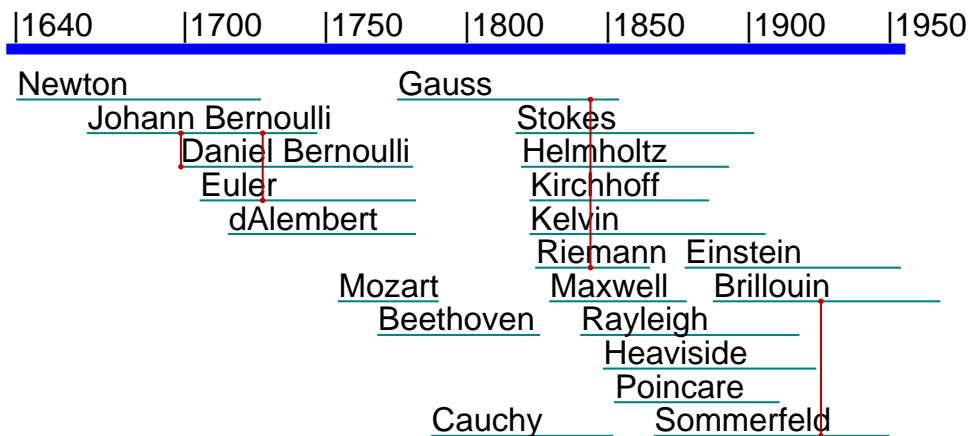 |1640 |1700 |1750 |1800 |1850 |1900 |1950
Newton Gauss
Johann Bernoulli Stokes
Daniel Bernoulli Helmholtz
Euler Kirchhoff
dAlembert Kelvin
Riemann Einstein
Mozart Maxwell Brillouin
Beethoven Rayleigh
Heaviside
Poincare
Cauchy Sommerfeld